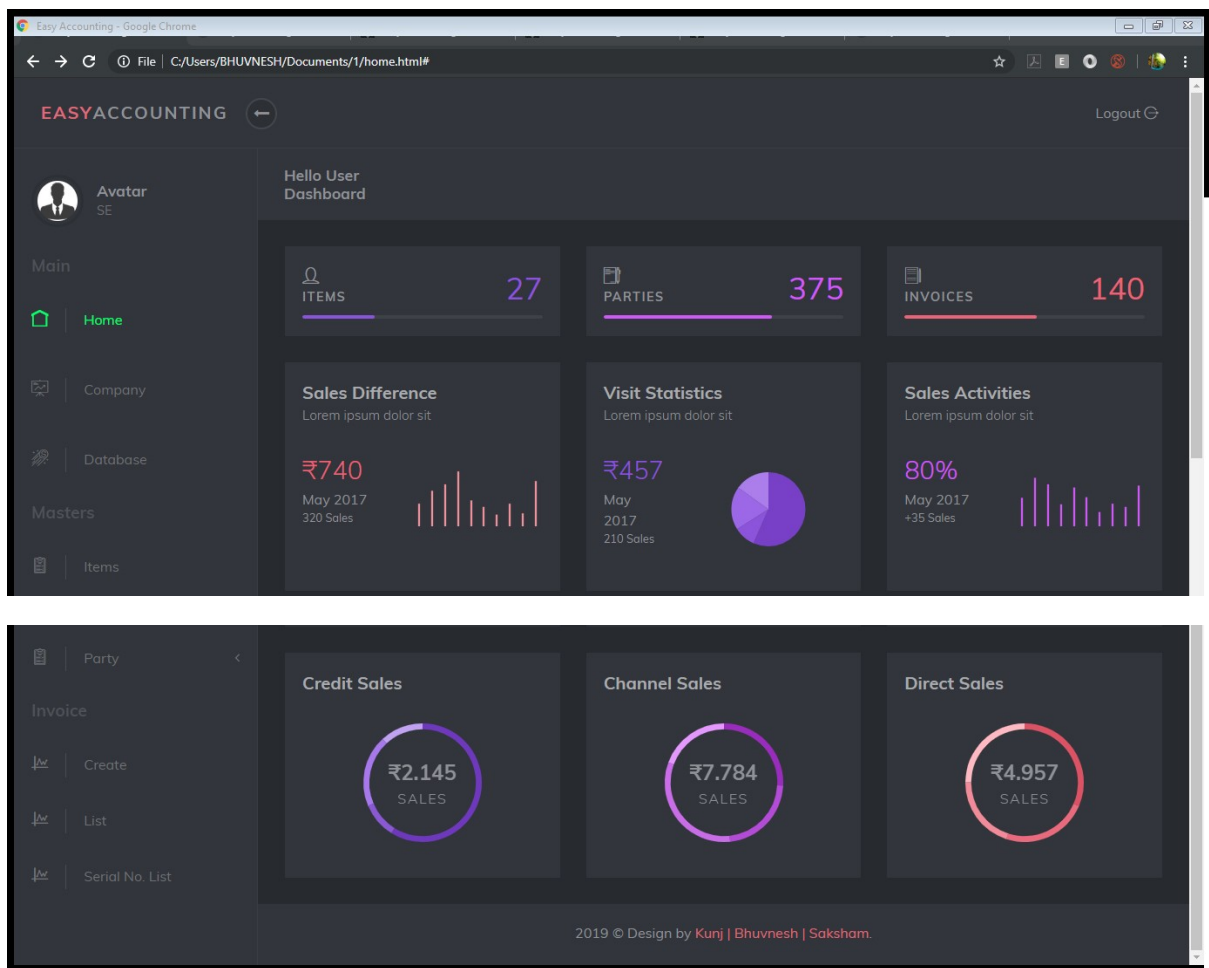 Easy Accounting - Google Chrome
File | C:/Users/BHUVNESH/Documents/1/home.html#
EASYACCOUNTING
Logout
Avatar
SE
Main
Home
Company
Database
Masters
Items
Hello User
Dashboard
ITEMS
27
PARTIES
375
INVOICES
140
Sales Difference
Lorem ipsum dolor sit
₹740
May 2017
320 Sales
Visit Statistics
Lorem ipsum dolor sit
₹457
May
2017
210 Sales
Sales Activities
Lorem ipsum dolor sit
80%
May 2017
+35 Sales
Party
Invoice
Create
List
Serial No. List
Credit Sales
₹2.145
SALES
Channel Sales
₹7.784
SALES
Direct Sales
₹4.957
SALES
2019 © Design by Kunj | Bhuvnesh | Saksham.